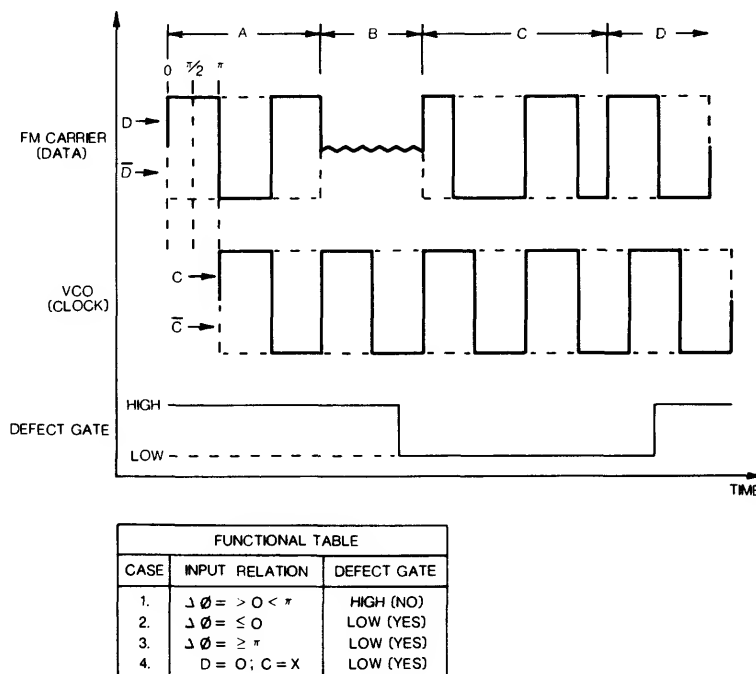 A B C D
0 π/2 π
D
FM CARRIER
(DATA)
D̅
C
VCO
(CLOCK)
C̅
HIGH
DEFECT GATE
LOW
TIME
FUNCTIONAL TABLE
CASE INPUT RELATION DEFECT GATE
1. Δ Ø = > O < π HIGH (NO)
2. Δ Ø = ≤ O LOW (YES)
3. Δ Ø = ≥ π LOW (YES)
4. D = O; C = X LOW (YES)